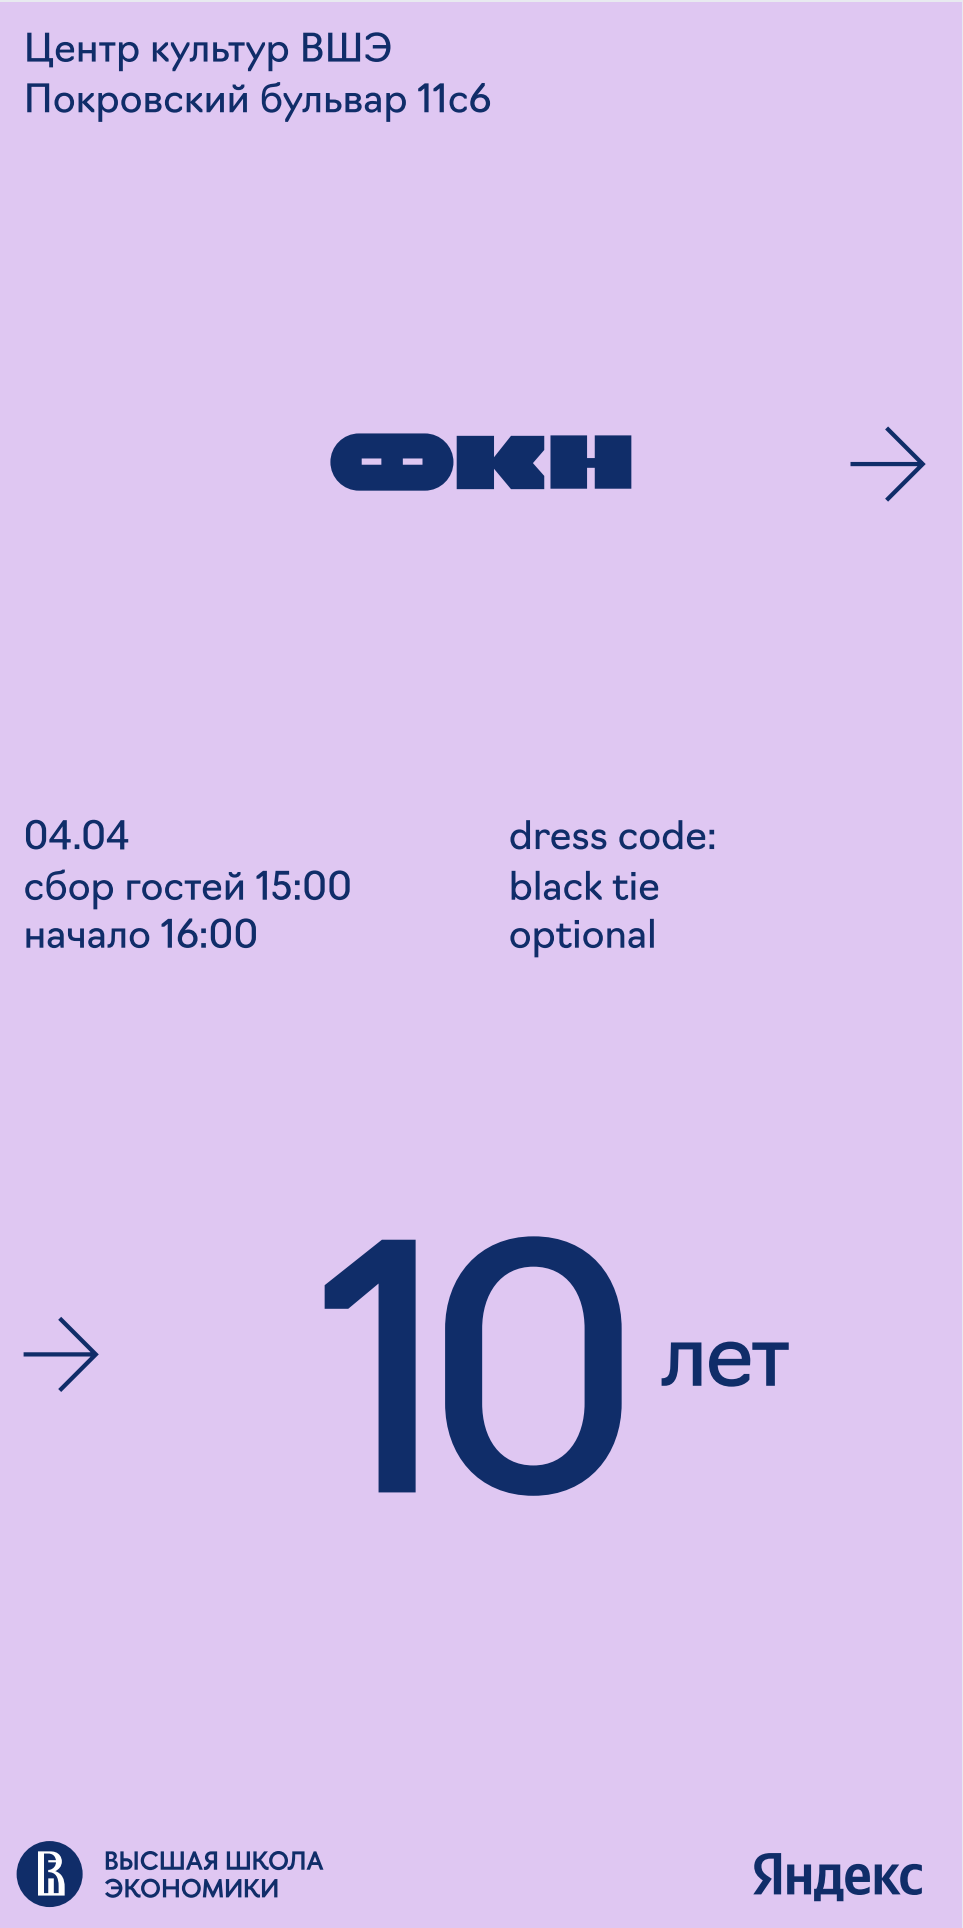 Центр культур ВШЭ
Покровский бульвар 11с6
ФКН
04.04
сбор гостей 15:00
начало 16:00
dress code:
black tie
optional
10 лет
ВЫСШАЯ ШКОЛА
ЭКОНОМИКИ
Яндекс